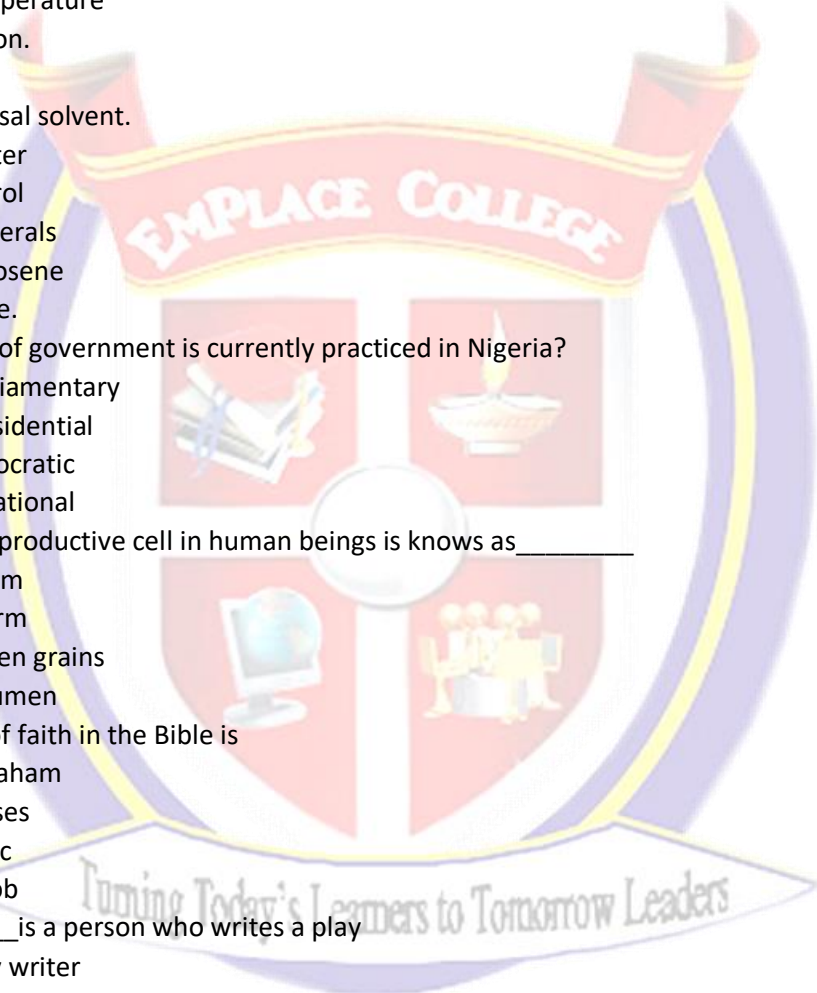 perature
on.
sal solvent.
ter
rol
erals
osene
e.
of government is currently practiced in Nigeria?
iamentary
sidential
ocratic
ational
productive cell in human beings is knows as________
m
rm
en grains
umen
of faith in the Bible is
aham
ses
c
ob
__is a person who writes a play
y writer
EMPLACE COLLEGE
Turning Today's Learners to Tomorrow Leaders